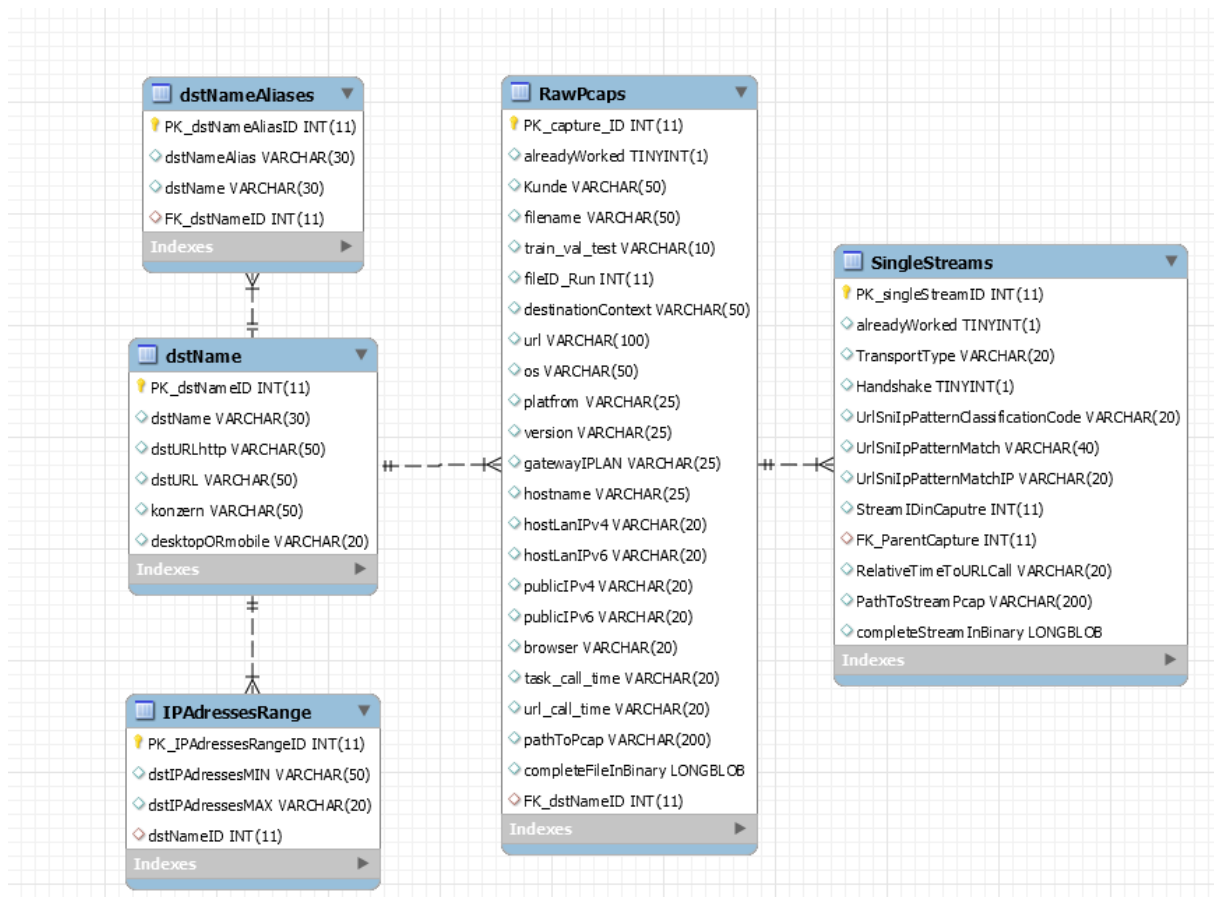 dstNameAliases
PK_dstNameAliasID INT(11)
dstNameAlias VARCHAR(30)
dstName VARCHAR(30)
FK_dstNameID INT(11)
Indexes
dstName
PK_dstNameID INT(11)
dstName VARCHAR(30)
dstURLhttp VARCHAR(50)
dstURL VARCHAR(50)
konzern VARCHAR(50)
desktopORmobile VARCHAR(20)
Indexes
IPAdressesRange
PK_IPAdressesRangeID INT(11)
dstIPAdressesMIN VARCHAR(50)
dstIPAdressesMAX VARCHAR(20)
dstNameID INT(11)
Indexes
RawPcaps
PK_capture_ID INT(11)
alreadyWorked TINYINT(1)
Kunde VARCHAR(50)
filename VARCHAR(50)
train_val_test VARCHAR(10)
fileID_Run INT(11)
destinationContext VARCHAR(50)
url VARCHAR(100)
os VARCHAR(50)
platfrom VARCHAR(25)
version VARCHAR(25)
gatewayIPLAN VARCHAR(25)
hostname VARCHAR(25)
hostLanIPv4 VARCHAR(20)
hostLanIPv6 VARCHAR(20)
publicIPv4 VARCHAR(20)
publicIPv6 VARCHAR(20)
browser VARCHAR(20)
task_call_time VARCHAR(20)
url_call_time VARCHAR(20)
pathToPcap VARCHAR(200)
completeFileInBinary LONGBLOB
FK_dstNameID INT(11)
Indexes
SingleStreams
PK_singleStreamID INT(11)
alreadyWorked TINYINT(1)
TransportType VARCHAR(20)
Handshake TINYINT(1)
UrlSniIpPatternClassificationCode VARCHAR(20)
UrlSniIpPatternMatch VARCHAR(40)
UrlSniIpPatternMatchIP VARCHAR(20)
StreamIDinCaputre INT(11)
FK_ParentCapture INT(11)
RelativeTimeToURLCall VARCHAR(20)
PathToStreamPcap VARCHAR(200)
completeStreamInBinary LONGBLOB
Indexes